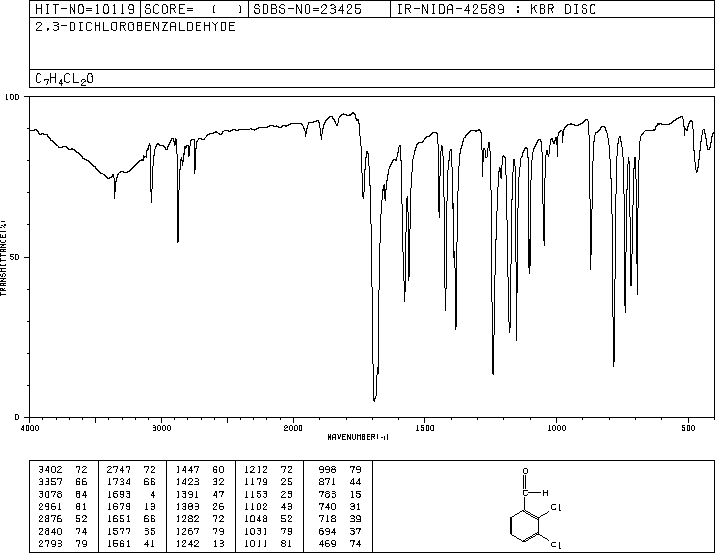 HIT-NO=10119 SCORE= ( ) SDBS-NO=23425 IR-NIDA-42589 : KBR DISC
2,3-DICHLOROBENZALDEHYDE
C7H4CL2O
100
50
0
TRANSMITTANCE(%)
4000 3000 2000 1500 1000 500
WAVENUMBER(-1)
3402 72 2747 72 1447 60 1212 72 998 79
3357 66 1734 66 1423 32 1179 25 871 44
3078 64 1693 4 1391 47 1153 23 783 15
2961 81 1679 13 1383 26 1102 43 740 31
2876 52 1651 66 1282 72 1048 52 718 39
2840 74 1577 35 1267 79 1031 79 694 37
2793 79 1561 41 1242 13 1011 81 469 74
O
C H
Cl
Cl